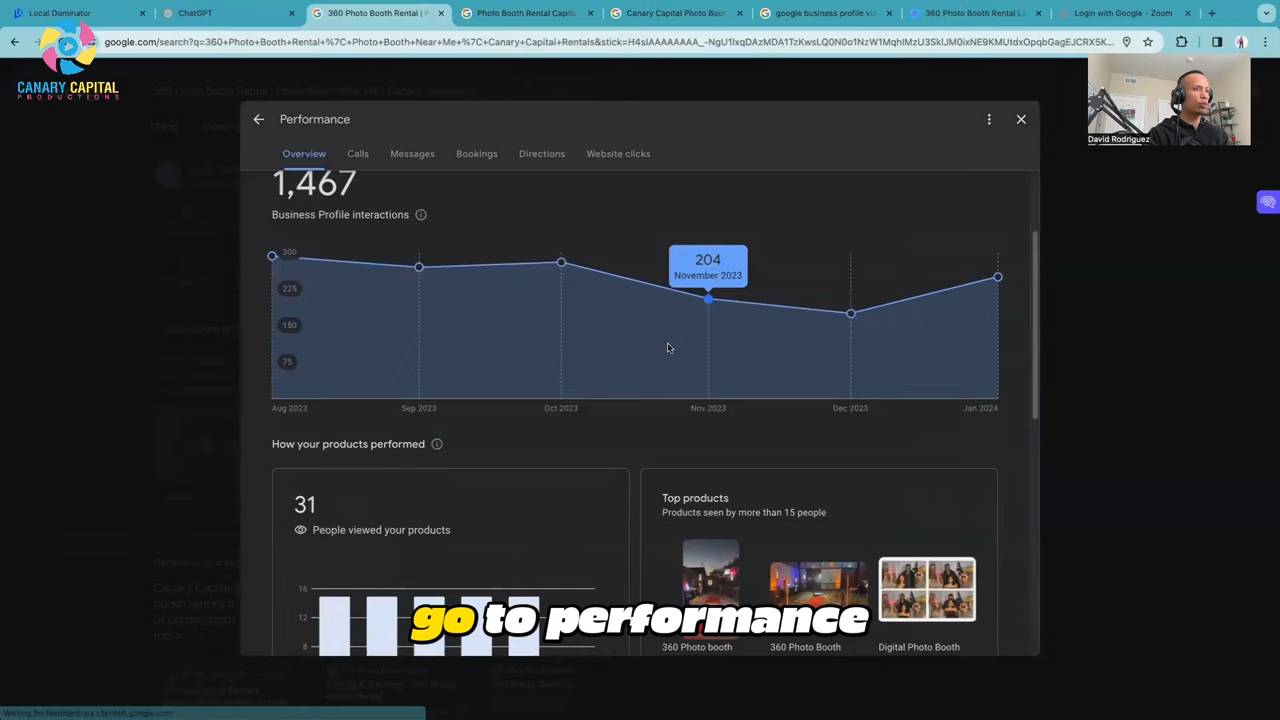 Local Dominator
ChatGPT
360 Photo Booth Rental | P
Photo Booth Rental Capit
Canary Capital Photo Boo
google business profile vi
360 Photo Booth Rental L
Login with Google - Zoom
CANARY CAPITAL
PRODUCTIONS
Performance
David Rodriguez
Overview
Calls
Messages
Bookings
Directions
Website clicks
1,467
Business Profile interactions
300
225
150
75
204
November 2023
Aug 2023
Sep 2023
Oct 2023
Nov 2023
Dec 2023
Jan 2024
How your products performed
31
People viewed your products
16
12
8
Top products
Products seen by more than 15 people
360 Photo booth
360 Photo Booth
Digital Photo Booth
go to performance